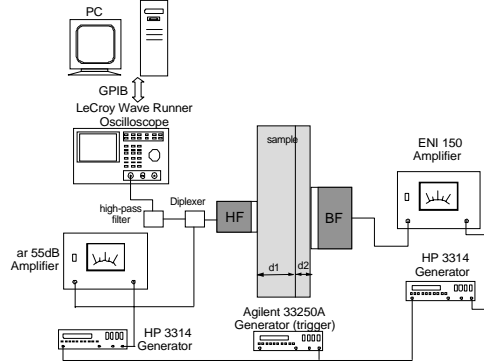 PC
GPIB
LeCroy Wave Runner
Oscilloscope
sample
ENI 150
Amplifier
high-pass
filter
Diplexer
HF
BF
ar 55dB
Amplifier
d1
d2
HP 3314
Generator
Agilent 33250A
Generator (trigger)
HP 3314
Generator